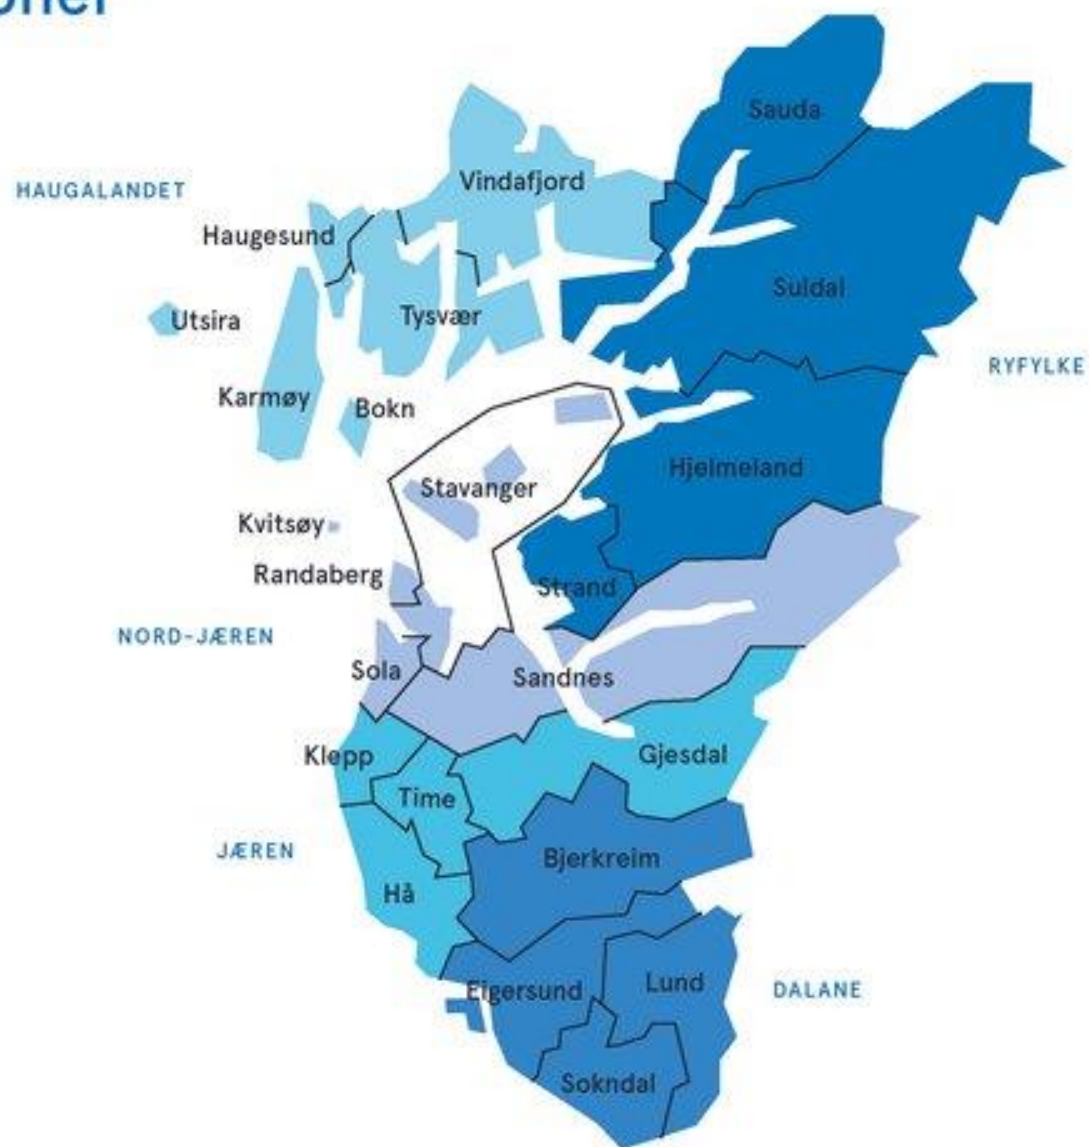 Sauda
Vindafjord
HAUGALANDET
Haugesund
Suldal
Utsira
Tysvær
RYFYLKE
Karmøy
Bokn
Hjelmeland
Stavanger
Kvitsøy
Randaberg
Strand
NORD-JÆREN
Sola
Sandnes
Klepp
Gjesdal
Time
JÆREN
Bjerkreim
Hå
Eigersund
Lund
DALANE
Sokndal